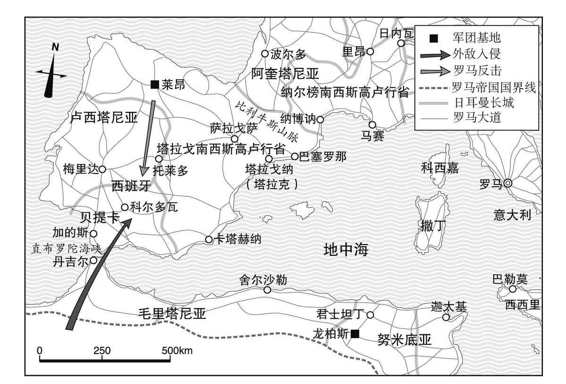 日内瓦
波尔多
里昂
阿奎塔尼亚
纳尔榜南西斯高卢行省
莱昂
比利牛斯山脉
卢西塔尼亚
萨拉戈萨
纳博讷
马赛
塔拉戈南西斯高卢行省
巴塞罗那
科西嘉
梅里达
托莱多
塔拉戈纳
(塔拉克)
罗马
西班牙
科尔多瓦
贝提卡
撒丁
意大利
加的斯
卡塔赫纳
直布罗陀海峡
地中海
丹吉尔
舍尔沙勒
巴勒莫
西西里
毛里塔尼亚
君士坦丁
迦太基
龙柏斯
努米底亚
N
军团基地
外敌入侵
罗马反击
罗马帝国国界线
日耳曼长城
罗马大道
0 250 500km